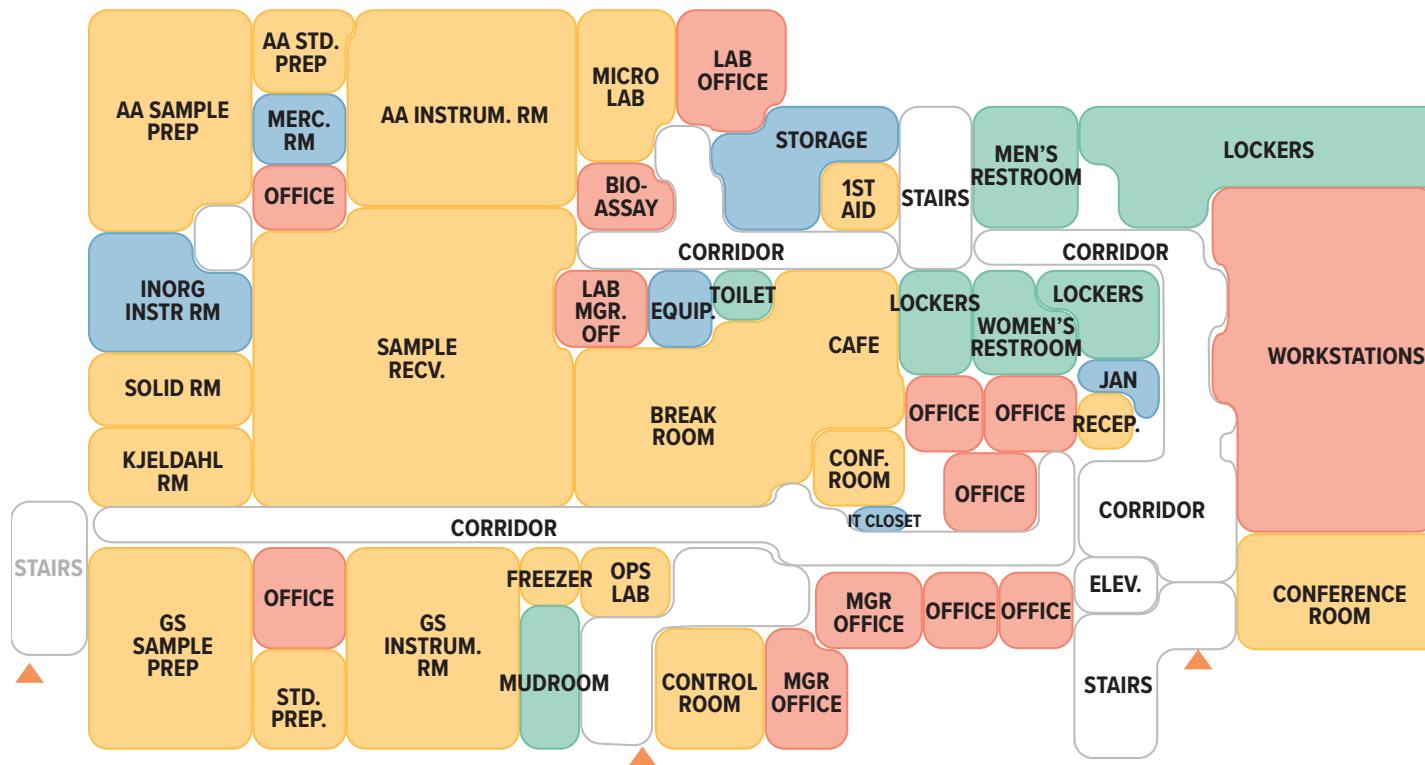 AA STD.
PREP
AA SAMPLE
PREP
MERC.
RM
OFFICE
AA INSTRUM. RM
MICRO
LAB
LAB
OFFICE
BIO-
ASSAY
STORAGE
1ST
AID
STAIRS
MEN'S
RESTROOM
LOCKERS
CORRIDOR
CORRIDOR
INORG
INSTR RM
SOLID RM
KJELDAHL
RM
SAMPLE
RECV.
LAB
MGR.
OFF
EQUIP.
TOILET
CAFE
BREAK
ROOM
LOCKERS
WOMEN'S
RESTROOM
LOCKERS
JAN
RECEP.
WORKSTATIONS
OFFICE
OFFICE
OFFICE
CONF.
ROOM
IT CLOSET
CORRIDOR
CORRIDOR
STAIRS
GS
SAMPLE
PREP
OFFICE
STD.
PREP.
GS
INSTRUM.
RM
FREEZER
OPS
LAB
MUDROOM
CONTROL
ROOM
MGR
OFFICE
MGR
OFFICE
OFFICE
OFFICE
ELEV.
STAIRS
CONFERENCE
ROOM